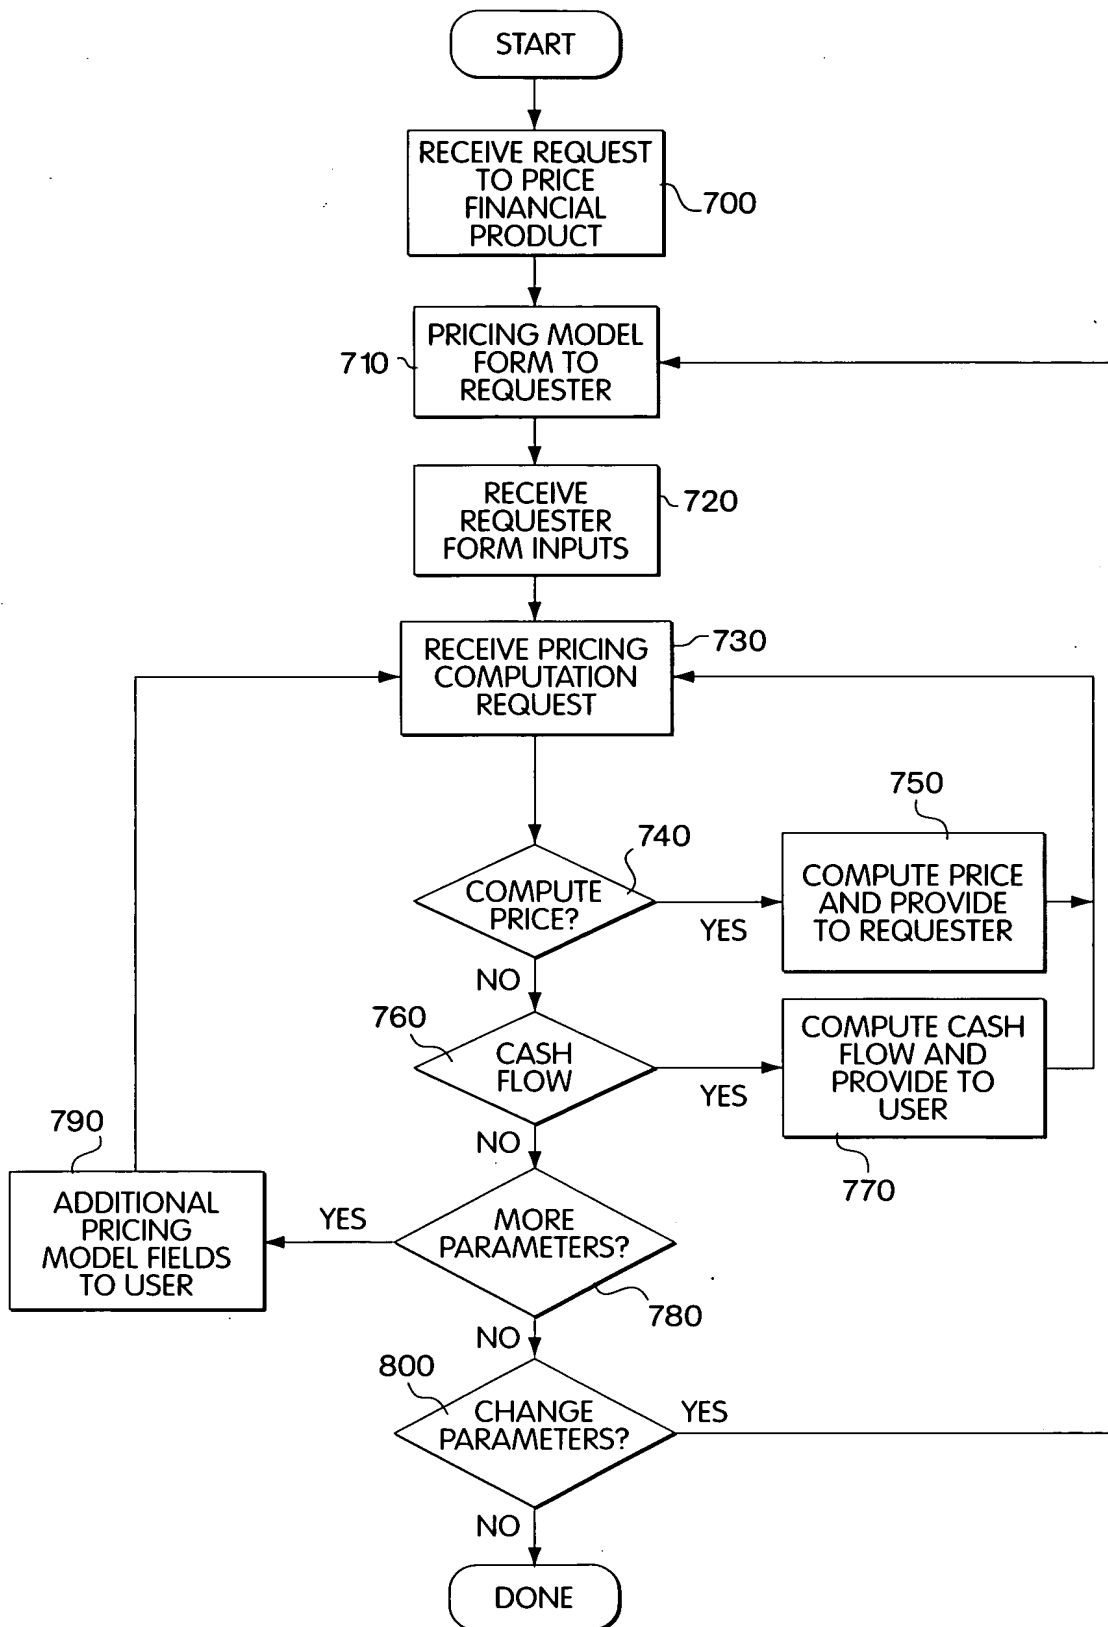 START
RECEIVE REQUEST
TO PRICE
FINANCIAL
PRODUCT
700
PRICING MODEL
FORM TO
REQUESTER
710
RECEIVE
REQUESTER
FORM INPUTS
720
RECEIVE PRICING
COMPUTATION
REQUEST
730
COMPUTE
PRICE?
740
YES
NO
COMPUTE PRICE
AND PROVIDE
TO REQUESTER
750
CASH
FLOW
760
YES
NO
COMPUTE CASH
FLOW AND
PROVIDE TO
USER
770
MORE
PARAMETERS?
780
YES
NO
ADDITIONAL
PRICING
MODEL FIELDS
TO USER
790
CHANGE
PARAMETERS?
800
YES
NO
DONE